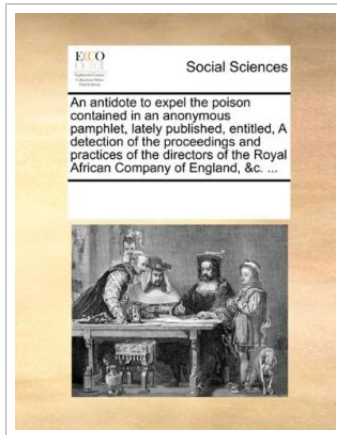 ECCO
Social Sciences
An antidote to expel the poison
contained in an anonymous
pamphlet, lately published, entitled, A
detection of the proceedings and
practices of the directors of the Royal
African Company of England, &c. ...